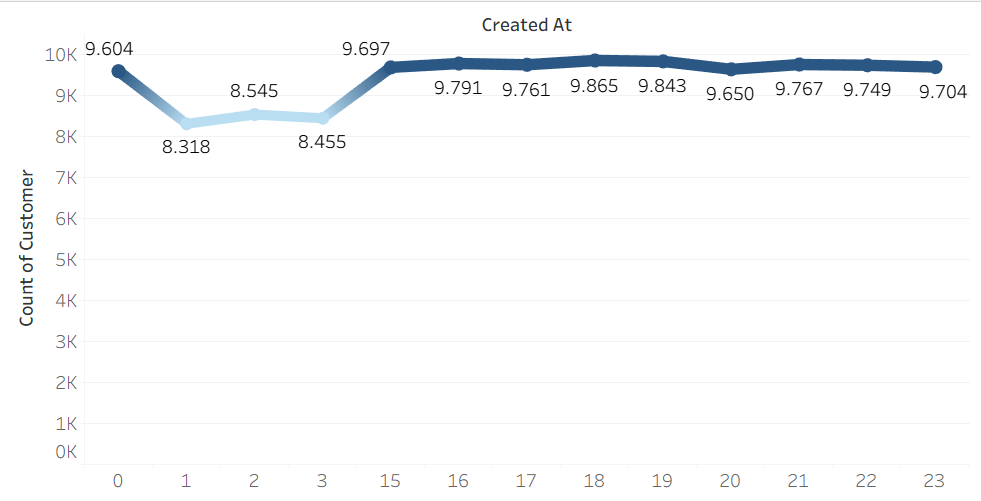 Created At
Count of Customer
10K
9K
8K
7K
6K
5K
4K
3K
2K
1K
0K
9.604
8.318
8.545
8.455
9.697
9.791
9.761
9.865
9.843
9.650
9.767
9.749
9.704
0 1 2 3 15 16 17 18 19 20 21 22 23